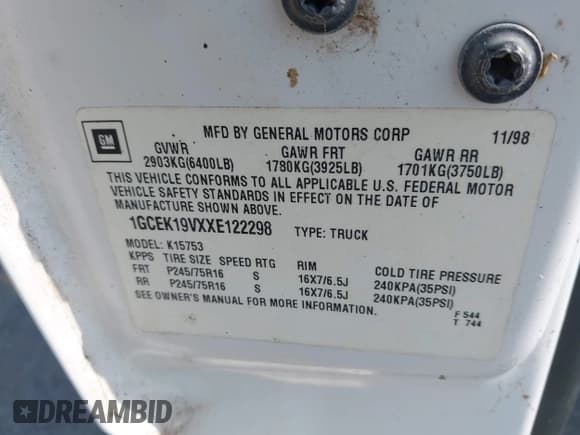 GM
MFD BY GENERAL MOTORS CORP 11/98
GVWR GAWR FRT GAWR RR
2903KG(6400LB) 1780KG(3925LB) 1701KG(3750LB)
THIS VEHICLE CONFORMS TO ALL APPLICABLE U.S. FEDERAL MOTOR
VEHICLE SAFETY STANDARDS IN EFFECT ON THE DATE OF
MANUFACTURE SHOWN ABOVE.
1GCEK19VXXE122298 TYPE: TRUCK
MODEL: K15753
KPPS TIRE SIZE SPEED RTG RIM COLD TIRE PRESSURE
FRT P245/75R16 S 16X7/6.5J 240KPA(35PSI)
RR P245/75R16 S 16X7/6.5J 240KPA(35PSI)
SEE OWNER'S MANUAL FOR MORE INFORMATION.
F 544
T 744
DREAMBID